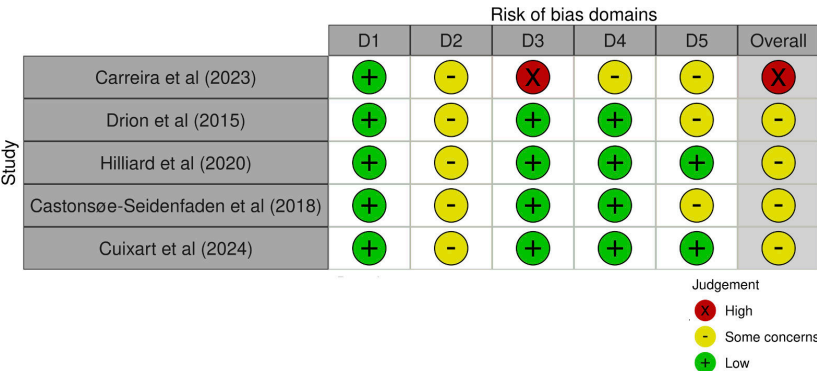 Risk of bias domains
D1 D2 D3 D4 D5 Overall
Study
Carreira et al (2023) + - X - - X
Drion et al (2015) + - + + - -
Hilliard et al (2020) + - + + + -
Castonsøe-Seidenfaden et al (2018) + - + + - -
Cuixart et al (2024) + - + + + -
Judgement
X High
- Some concerns
+ Low